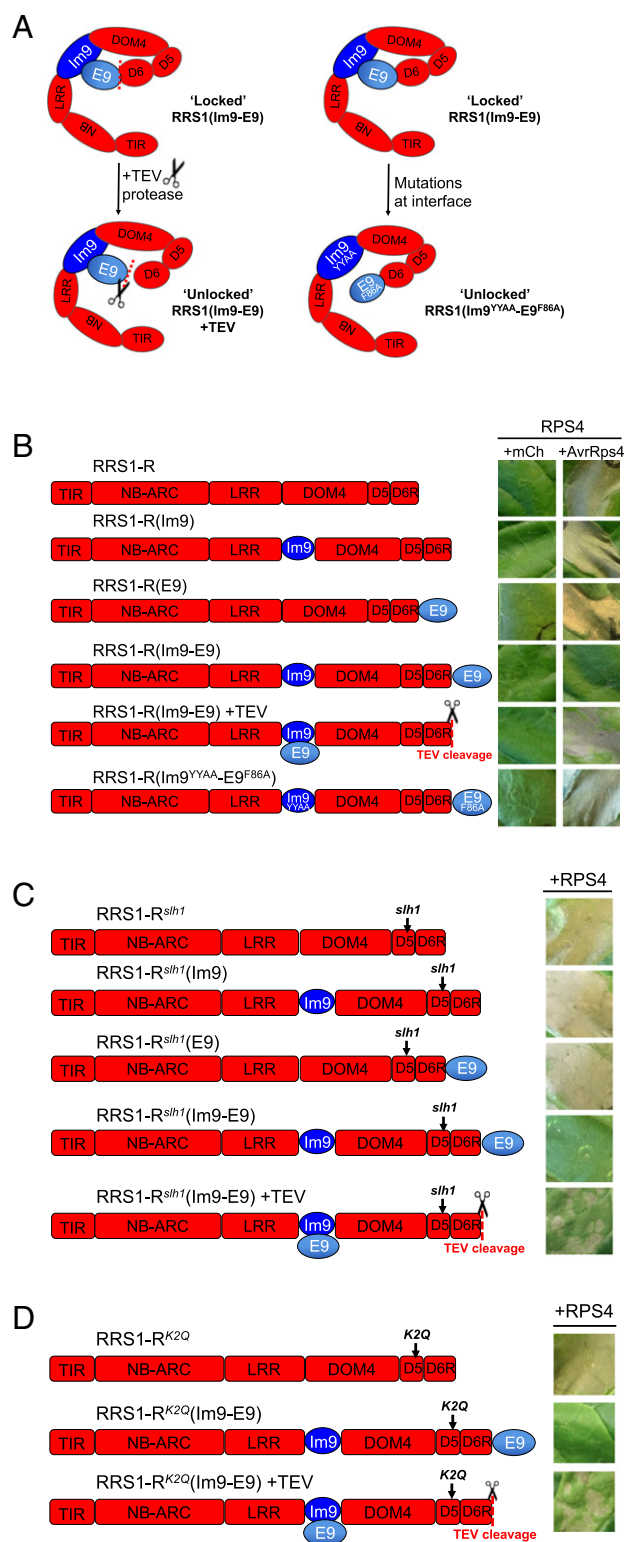 A
Im9
DOM4
D5
E9
D6
LRR
NB
TIR
'Locked'
RRS1(Im9-E9)
+TEV
protease
Im9
DOM4
D5
E9
D6
LRR
NB
TIR
'Unlocked'
RRS1(Im9-E9)
+TEV
Im9
DOM4
D5
E9
D6
LRR
NB
TIR
'Locked'
RRS1(Im9-E9)
Mutations
at interface
Im9
YYAA
DOM4
D5
E9
F86A
D6
LRR
NB
TIR
'Unlocked'
RRS1(Im9YYAA-E9F86A)
B
RPS4
+mCh +AvrRps4
RRS1-R
TIR NB-ARC LRR DOM4 D5 D6R
RRS1-R(Im9)
TIR NB-ARC LRR Im9 DOM4 D5 D6R
RRS1-R(E9)
TIR NB-ARC LRR DOM4 D5 D6R E9
RRS1-R(Im9-E9)
TIR NB-ARC LRR Im9 DOM4 D5 D6R E9
RRS1-R(Im9-E9) +TEV
TIR NB-ARC LRR Im9 DOM4 D5 D6R
E9
TEV cleavage
RRS1-R(Im9YYAA-E9F86A)
TIR NB-ARC LRR Im9 DOM4 D5 D6R E9
YYAA F86A
C
+RPS4
RRS1-Rslh1
slh1
TIR NB-ARC LRR DOM4 D5 D6R
RRS1-Rslh1(Im9)
slh1
TIR NB-ARC LRR Im9 DOM4 D5 D6R
RRS1-Rslh1(E9)
slh1
TIR NB-ARC LRR DOM4 D5 D6R E9
RRS1-Rslh1(Im9-E9)
slh1
TIR NB-ARC LRR Im9 DOM4 D5 D6R E9
RRS1-Rslh1(Im9-E9) +TEV
slh1
TIR NB-ARC LRR Im9 DOM4 D5 D6R
E9
TEV cleavage
D
+RPS4
RRS1-RK2Q
K2Q
TIR NB-ARC LRR DOM4 D5 D6R
RRS1-RK2Q(Im9-E9)
K2Q
TIR NB-ARC LRR Im9 DOM4 D5 D6R E9
RRS1-RK2Q(Im9-E9) +TEV
K2Q
TIR NB-ARC LRR Im9 DOM4 D5 D6R
E9
TEV cleavage